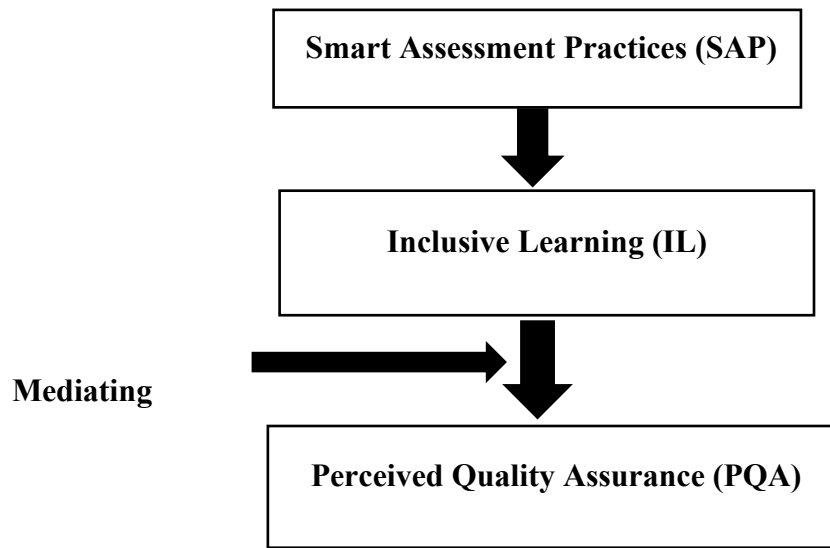 Smart Assessment Practices (SAP)
Inclusive Learning (IL)
Mediating
Perceived Quality Assurance (PQA)